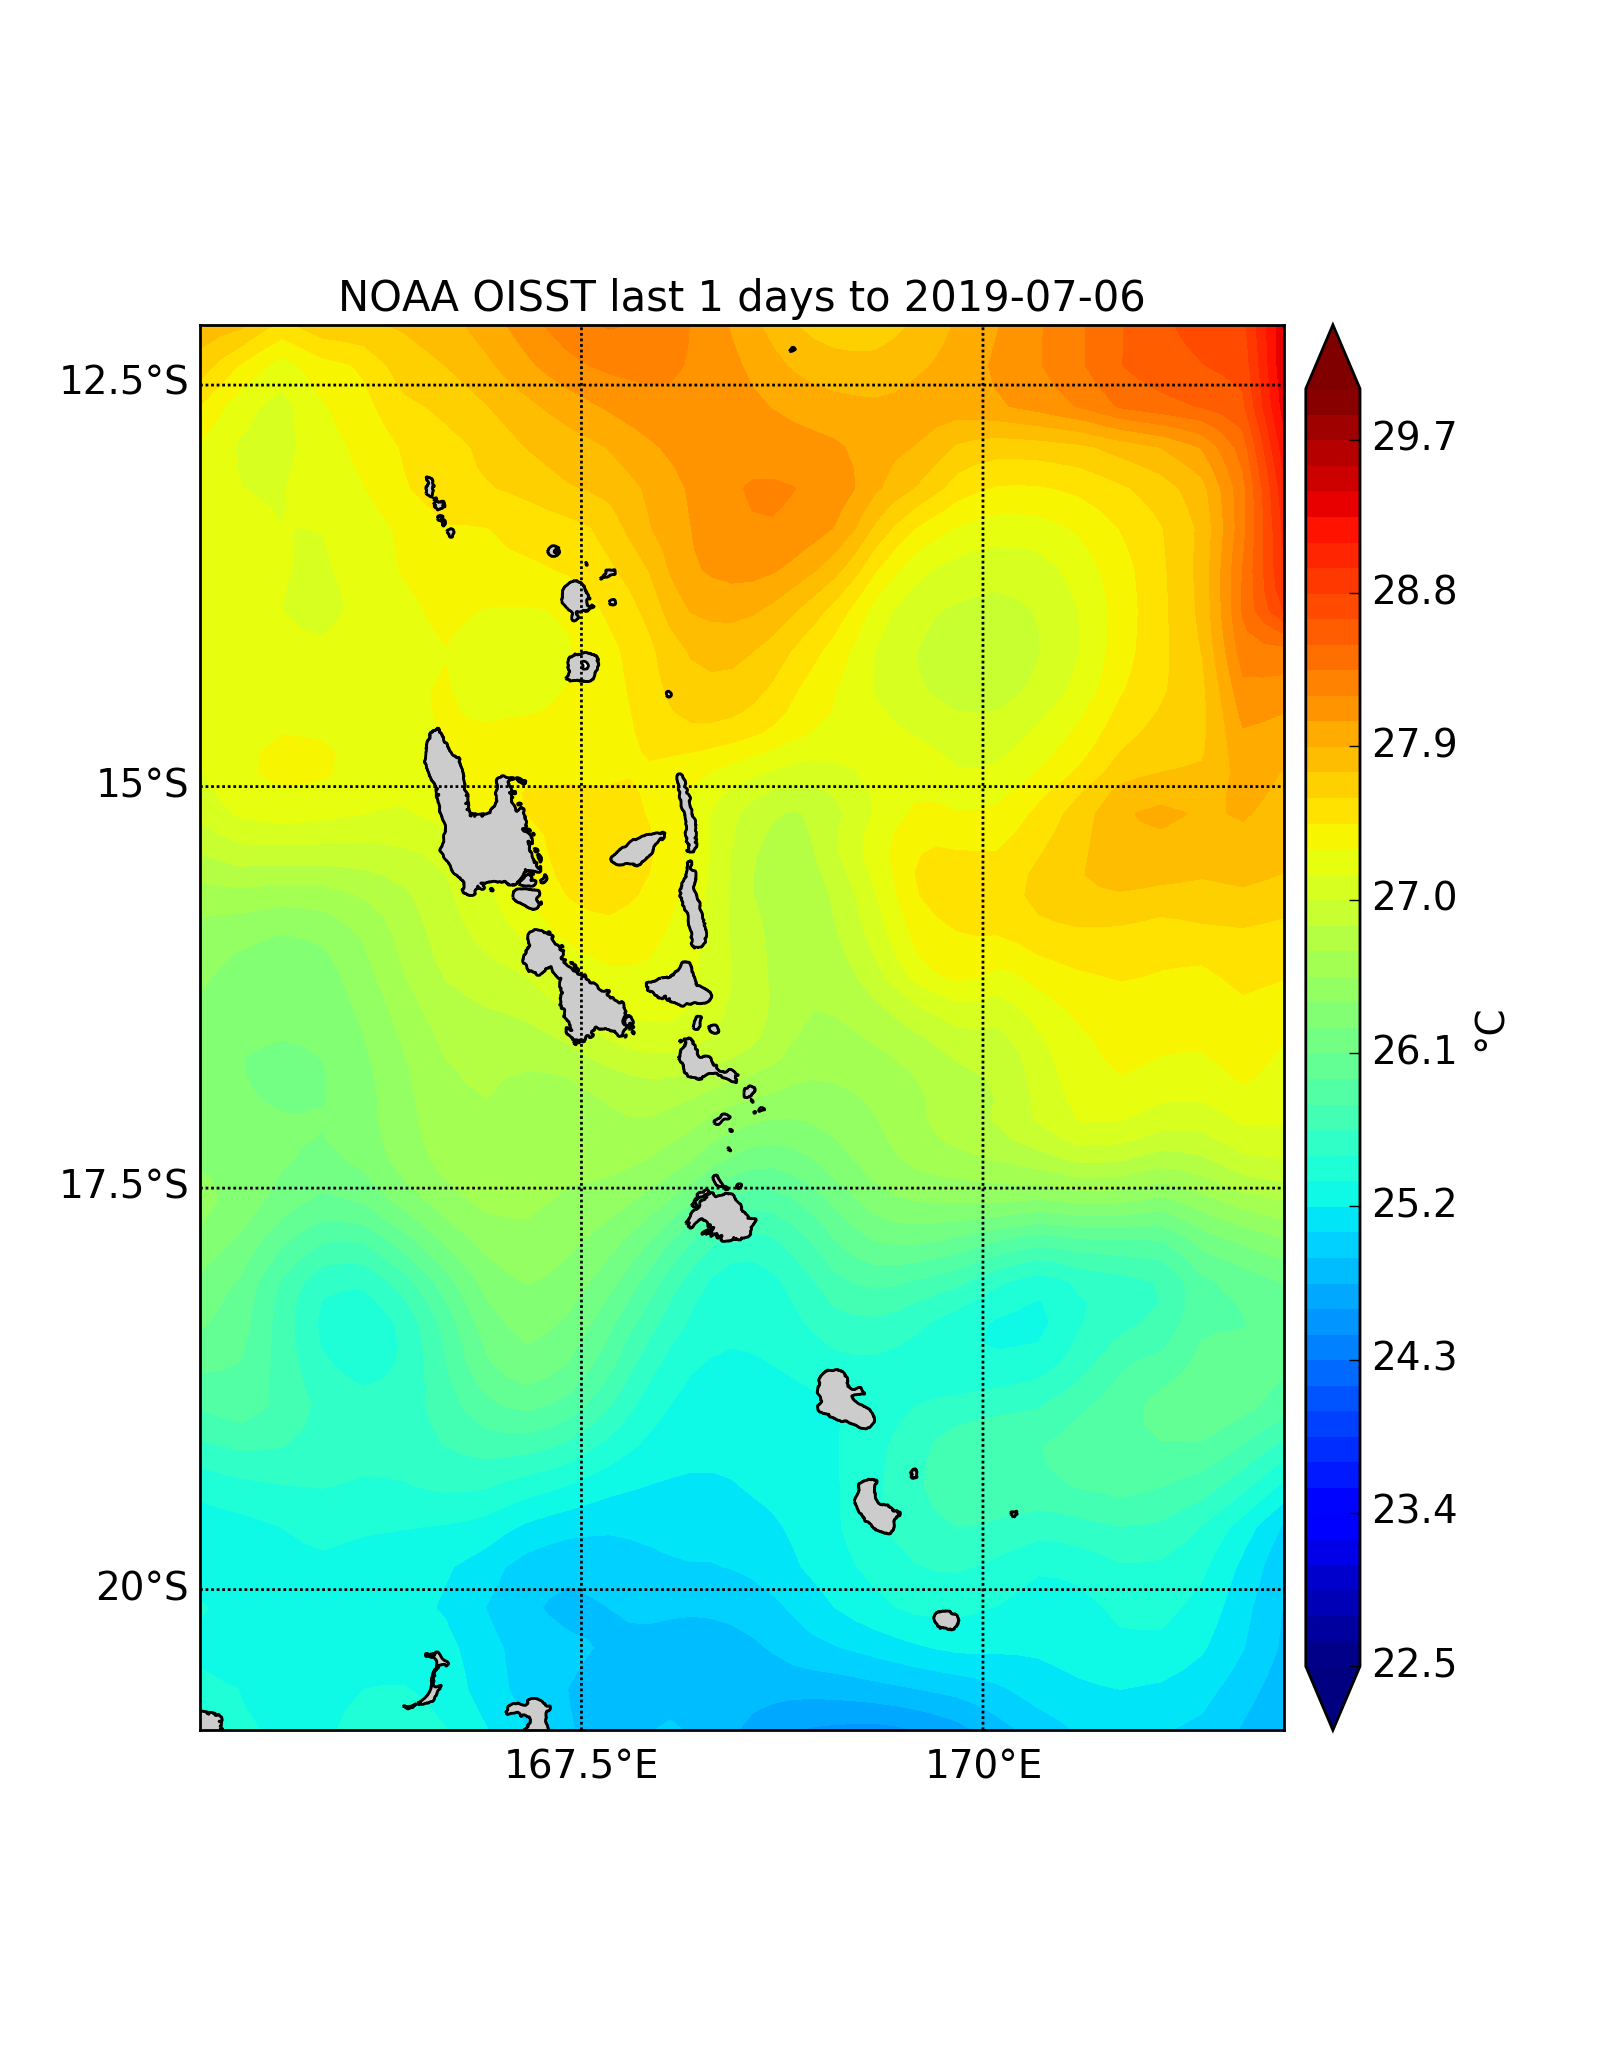 NOAA OISST last 1 days to 2019-07-06
12.5°S
15°S
17.5°S
20°S
167.5°E
170°E
29.7
28.8
27.9
27.0
26.1
25.2
24.3
23.4
22.5
°C